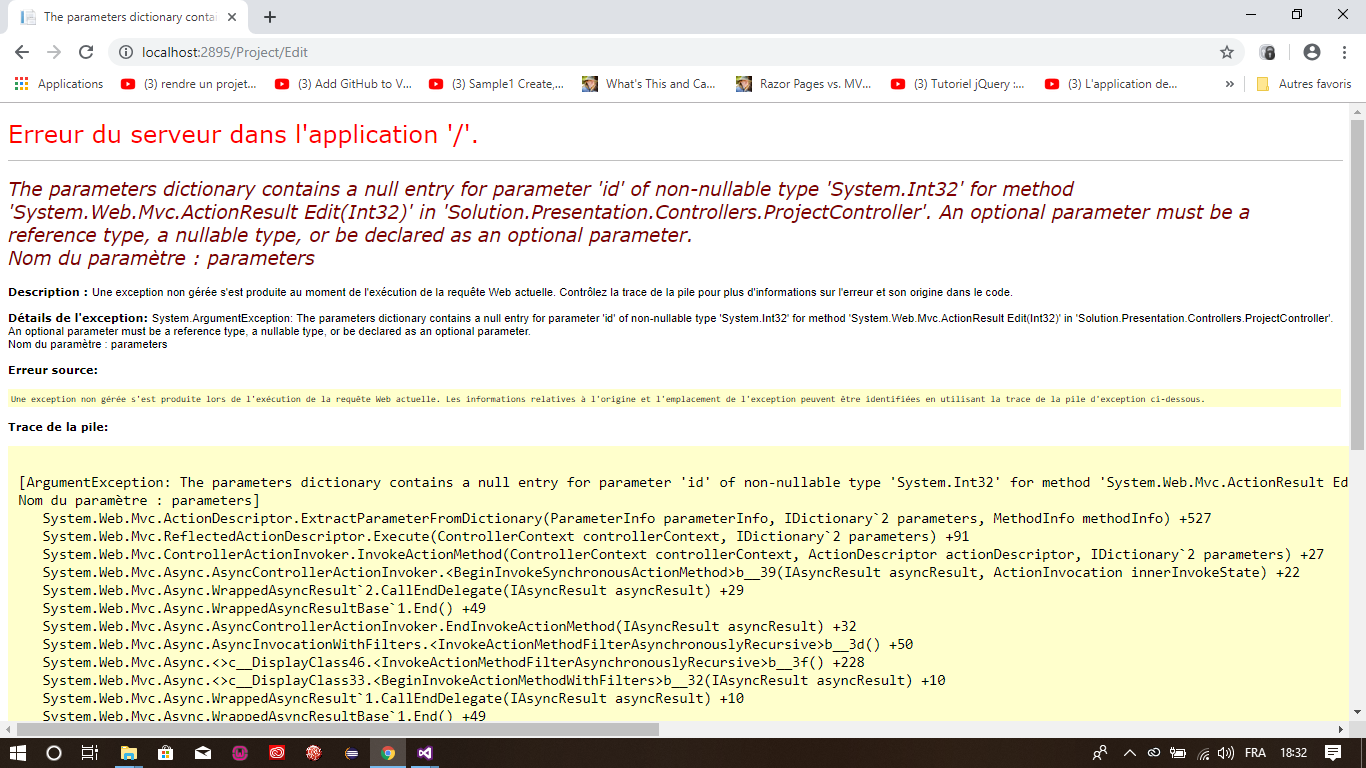 The parameters dictionary contai
localhost:2895/Project/Edit
Applications
(3) rendre un projet...
(3) Add GitHub to V...
(3) Sample1 Create,...
What's This and Ca...
Razor Pages vs. MV...
(3) Tutoriel jQuery :...
(3) L'application de...
»
Autres favoris
Erreur du serveur dans l'application '/'.
The parameters dictionary contains a null entry for parameter 'id' of non-nullable type 'System.Int32' for method
'System.Web.Mvc.ActionResult Edit(Int32)' in 'Solution.Presentation.Controllers.ProjectController'. An optional parameter must be a
reference type, a nullable type, or be declared as an optional parameter.
Nom du paramètre : parameters
Description : Une exception non gérée s'est produite au moment de l'exécution de la requête Web actuelle. Contrôlez la trace de la pile pour plus d'informations sur l'erreur et son origine dans le code.
Détails de l'exception: System.ArgumentException: The parameters dictionary contains a null entry for parameter 'id' of non-nullable type 'System.Int32' for method 'System.Web.Mvc.ActionResult Edit(Int32)' in 'Solution.Presentation.Controllers.ProjectController'.
An optional parameter must be a reference type, a nullable type, or be declared as an optional parameter.
Nom du paramètre : parameters
Erreur source:
Une exception non gérée s'est produite lors de l'exécution de la requête Web actuelle. Les informations relatives à l'origine et l'emplacement de l'exception peuvent être identifiées en utilisant la trace de la pile d'exception ci-dessous.
Trace de la pile:
[ArgumentException: The parameters dictionary contains a null entry for parameter 'id' of non-nullable type 'System.Int32' for method 'System.Web.Mvc.ActionResult Ed
Nom du paramètre : parameters]
System.Web.Mvc.ActionDescriptor.ExtractParameterFromDictionary(ParameterInfo parameterInfo, IDictionary`2 parameters, MethodInfo methodInfo) +527
System.Web.Mvc.ReflectedActionDescriptor.Execute(ControllerContext controllerContext, IDictionary`2 parameters) +91
System.Web.Mvc.ControllerActionInvoker.InvokeActionMethod(ControllerContext controllerContext, ActionDescriptor actionDescriptor, IDictionary`2 parameters) +27
System.Web.Mvc.Async.AsyncControllerActionInvoker.<BeginInvokeSynchronousActionMethod>b__39(IAsyncResult asyncResult, ActionInvocation innerInvokeState) +22
System.Web.Mvc.Async.WrappedAsyncResult`2.CallEndDelegate(IAsyncResult asyncResult) +29
System.Web.Mvc.Async.WrappedAsyncResultBase`1.End() +49
System.Web.Mvc.Async.AsyncControllerActionInvoker.EndInvokeActionMethod(IAsyncResult asyncResult) +32
System.Web.Mvc.Async.AsyncInvocationWithFilters.<InvokeActionMethodFilterAsynchronouslyRecursive>b__3d() +50
System.Web.Mvc.Async.<>c__DisplayClass46.<InvokeActionMethodFilterAsynchronouslyRecursive>b__3f() +228
System.Web.Mvc.Async.<>c__DisplayClass33.<BeginInvokeActionMethodWithFilters>b__32(IAsyncResult asyncResult) +10
System.Web.Mvc.Async.WrappedAsyncResult`1.CallEndDelegate(IAsyncResult asyncResult) +10
System.Web.Mvc.Async.WrappedAsyncResultBase`1.End() +49
FRA
18:32